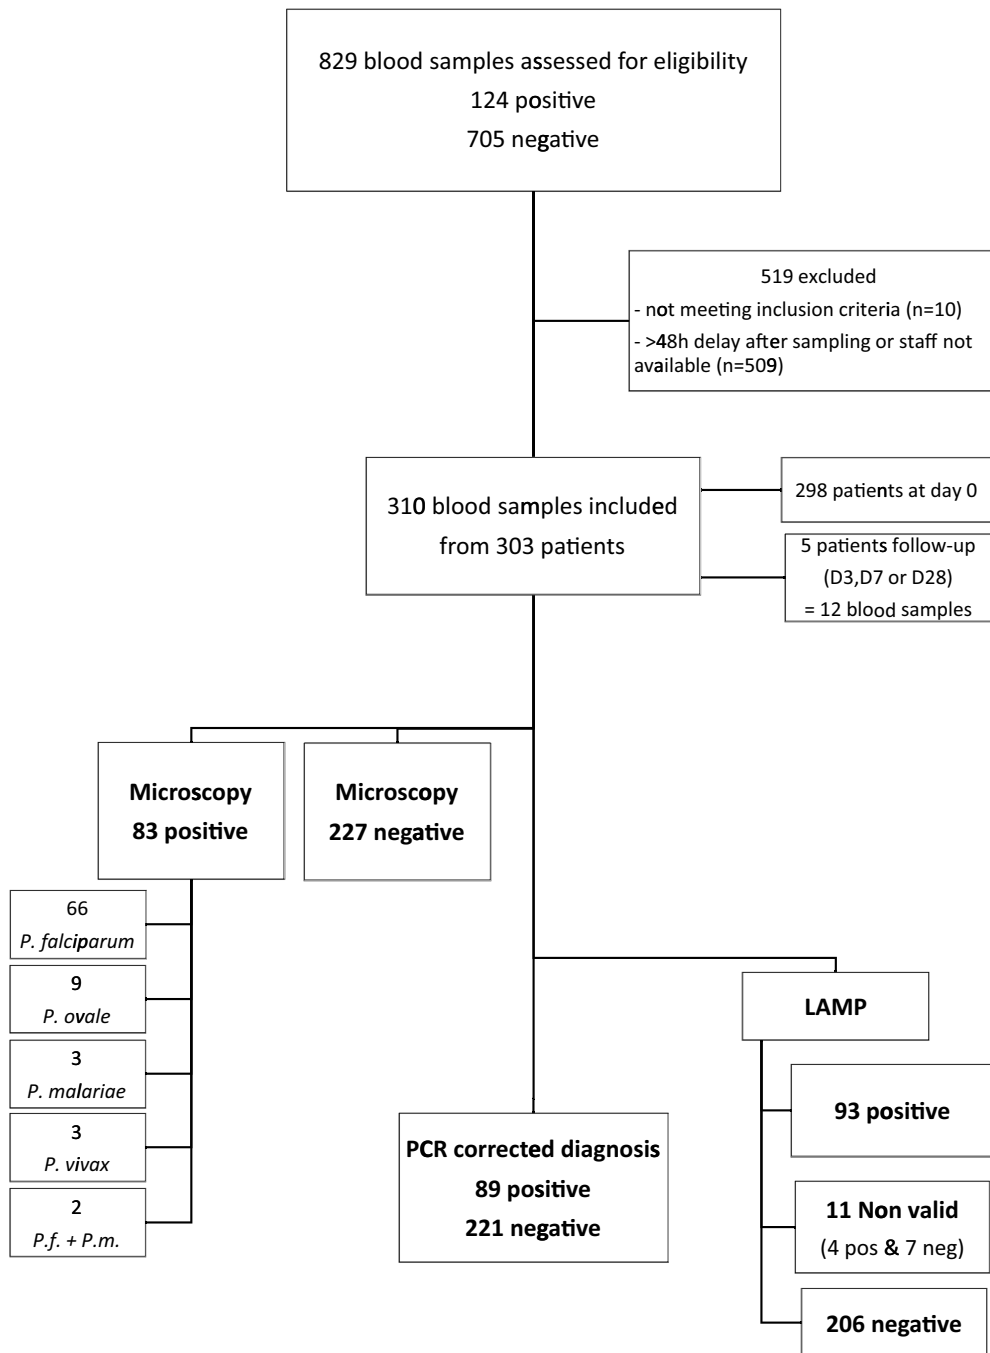 829 blood samples assessed for eligibility
124 positive
705 negative
519 excluded
- not meeting inclusion criteria (n=10)
- >48h delay after sampling or staff not
available (n=509)
310 blood samples included
from 303 patients
298 patients at day 0
5 patients follow-up
(D3,D7 or D28)
= 12 blood samples
Microscopy
83 positive
Microscopy
227 negative
66
P. falciparum
9
P. ovale
3
P. malariae
3
P. vivax
2
P.f. + P.m.
PCR corrected diagnosis
89 positive
221 negative
LAMP
93 positive
11 Non valid
(4 pos & 7 neg)
206 negative